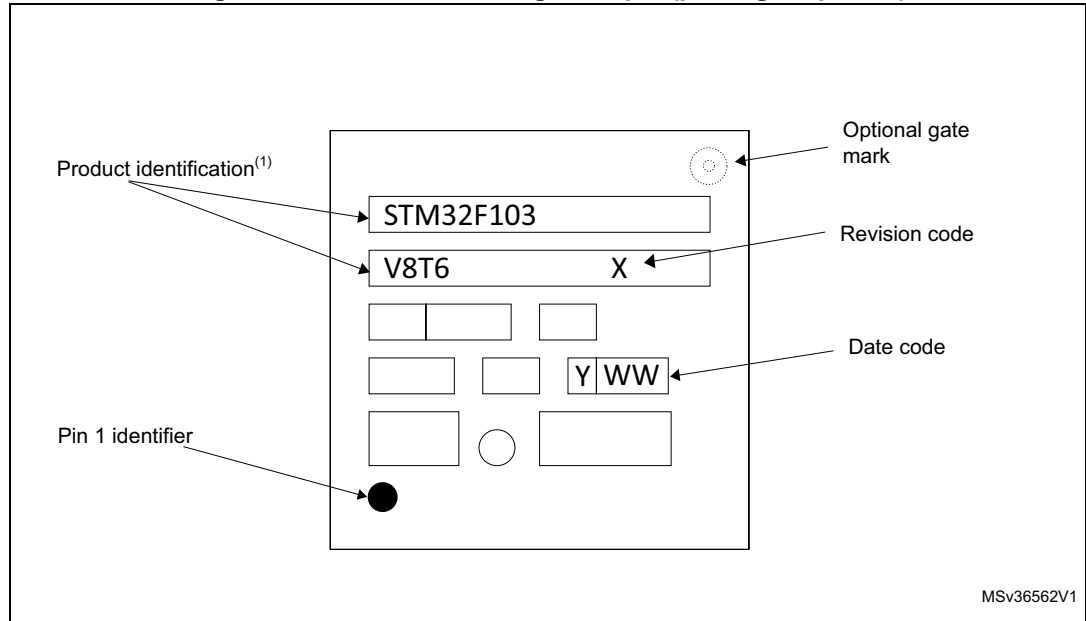 Optional gate
mark
Product identification(1)
STM32F103
Revision code
V8T6 X
Date code
Y WW
Pin 1 identifier
MSv36562V1